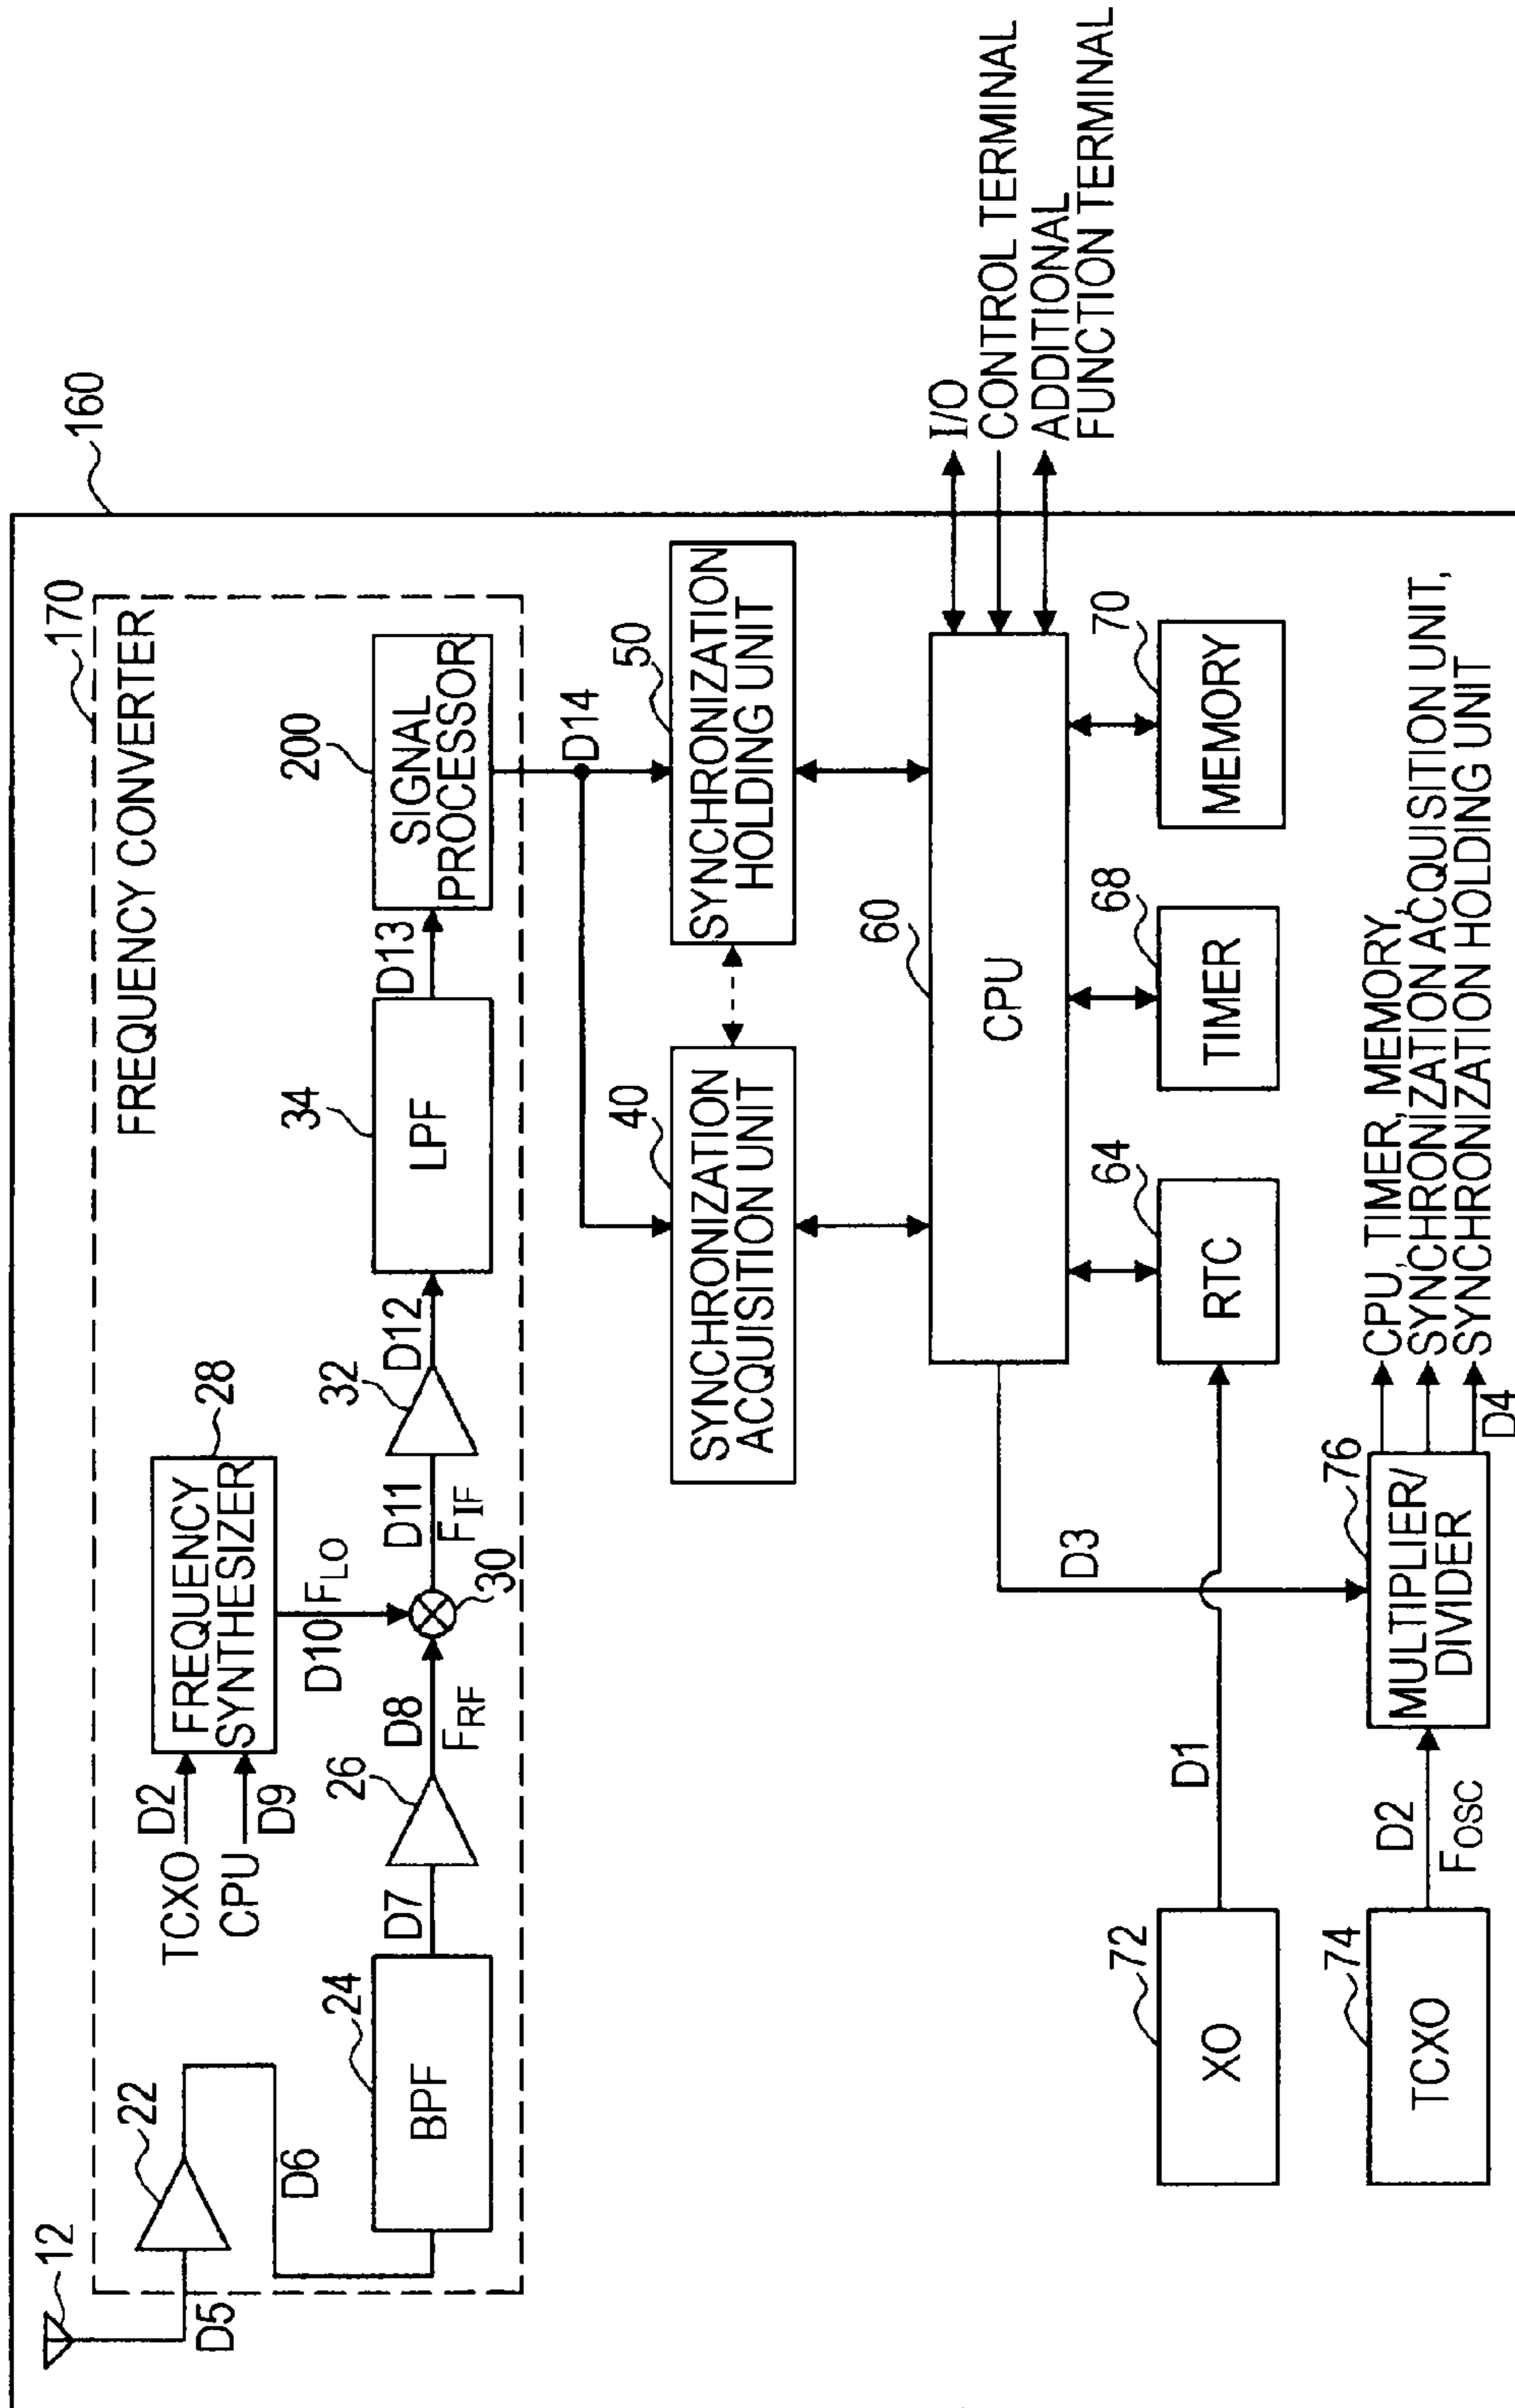 160
170
FREQUENCY CONVERTER
12
D5
22
D6
24
BPF
D7
26
D8
FRF
TCXO
D2
CPU
D9
28
FREQUENCY
SYNTHESIZER
D10
FLO
30
D11
FIF
32
D12
34
LPF
D13
200
SIGNAL
PROCESSOR
D14
40
SYNCHRONIZATION
ACQUISITION UNIT
50
SYNCHRONIZATION
HOLDING UNIT
60
CPU
I/O
CONTROL TERMINAL
ADDITIONAL
FUNCTION TERMINAL
64
RTC
68
TIMER
70
MEMORY
72
XO
D1
D3
74
TCXO
D2
FOSC
76
MULTIPLIER/
DIVIDER
D4
CPU, TIMER, MEMORY,
SYNCHRONIZATION ACQUISITION UNIT,
SYNCHRONIZATION HOLDING UNIT